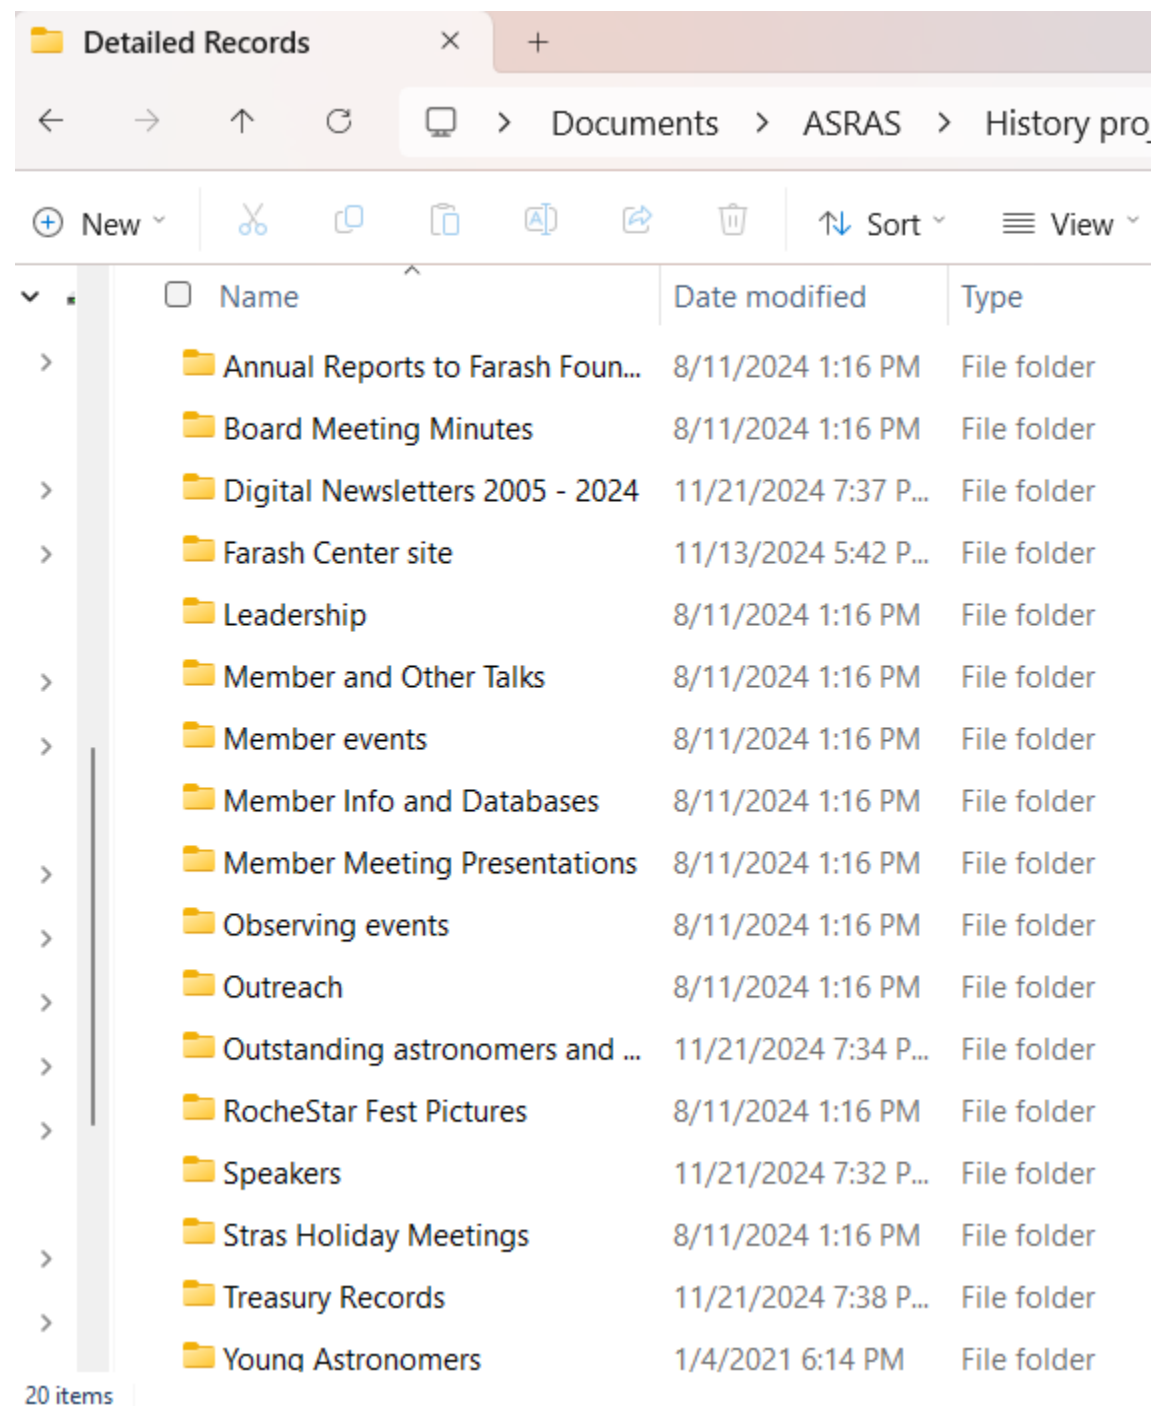 Detailed Records
Documents > ASRAS > History proj
New Sort View
Name Date modified Type
Annual Reports to Farash Foun... 8/11/2024 1:16 PM File folder
Board Meeting Minutes 8/11/2024 1:16 PM File folder
Digital Newsletters 2005 - 2024 11/21/2024 7:37 P... File folder
Farash Center site 11/13/2024 5:42 P... File folder
Leadership 8/11/2024 1:16 PM File folder
Member and Other Talks 8/11/2024 1:16 PM File folder
Member events 8/11/2024 1:16 PM File folder
Member Info and Databases 8/11/2024 1:16 PM File folder
Member Meeting Presentations 8/11/2024 1:16 PM File folder
Observing events 8/11/2024 1:16 PM File folder
Outreach 8/11/2024 1:16 PM File folder
Outstanding astronomers and ... 11/21/2024 7:34 P... File folder
RocheStar Fest Pictures 8/11/2024 1:16 PM File folder
Speakers 11/21/2024 7:32 P... File folder
Stras Holiday Meetings 8/11/2024 1:16 PM File folder
Treasury Records 11/21/2024 7:38 P... File folder
Young Astronomers 1/4/2021 6:14 PM File folder
20 items